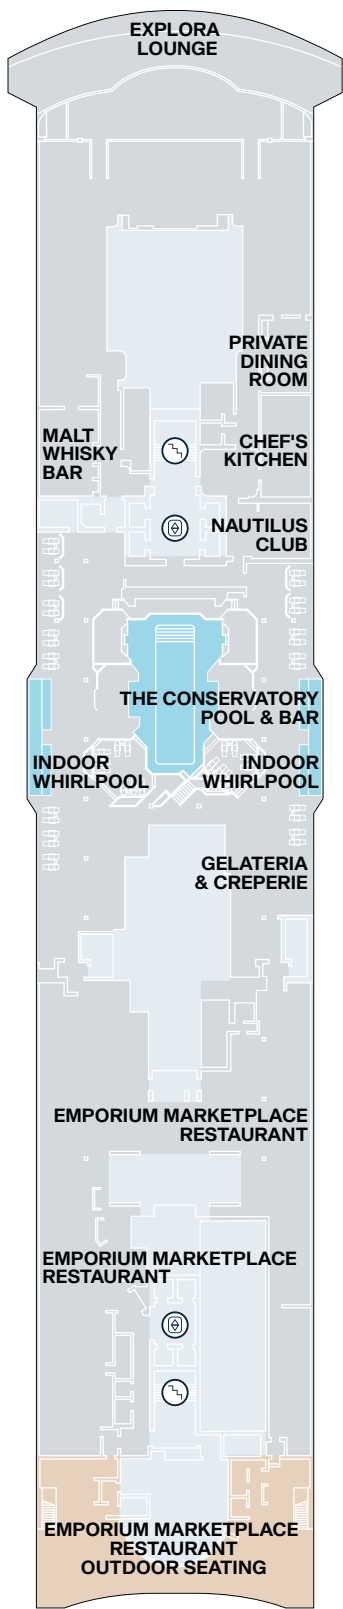 EXPLORA
LOUNGE
PRIVATE
DINING
ROOM
MALT
WHISKY
BAR
CHEF'S
KITCHEN
NAUTILUS
CLUB
THE CONSERVATORY
POOL & BAR
INDOOR
WHIRLPOOL
INDOOR
WHIRLPOOL
GELATERIA
& CREPERIE
EMPORIUM MARKETPLACE
RESTAURANT
EMPORIUM MARKETPLACE
RESTAURANT
EMPORIUM MARKETPLACE
RESTAURANT
OUTDOOR SEATING